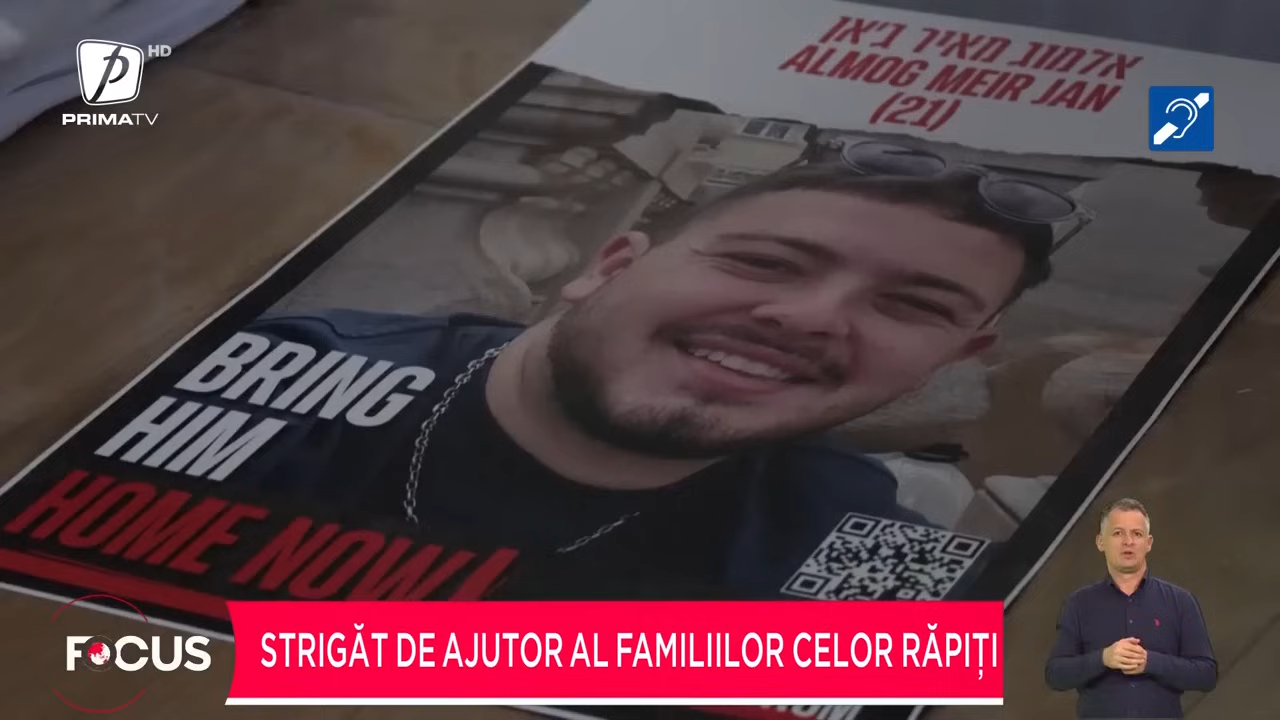 HD
PRIMATV
אלמוג מאיר ג'אן
ALMOG MEIR JAN
(21)
BRING
HIM
HOME NOW!
FOCUS
STRIGĂT DE AJUTOR AL FAMILIILOR CELOR RĂPIȚI